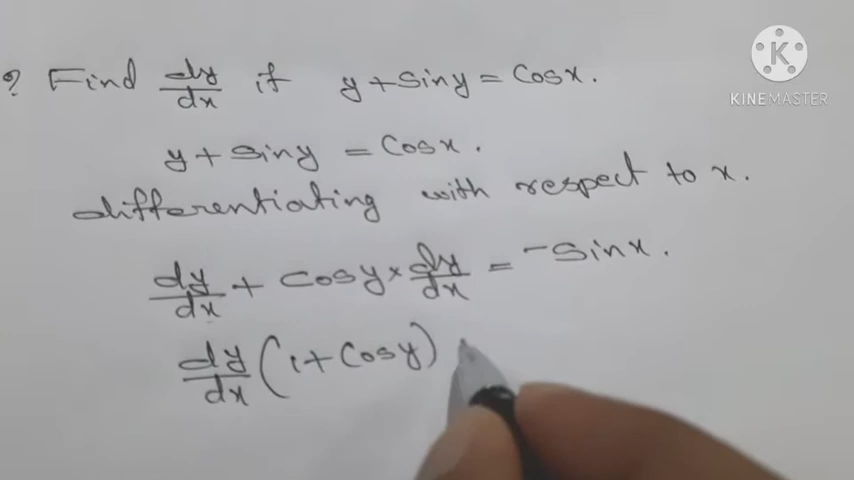 ? Find dy/dx if y + siny = Cosx.
K
KINEMASTER
y + siny = Cosx.
differentiating with respect to x.
dy/dx + cosy × dy/dx = -sinx.
dy/dx (1 + Cosy)